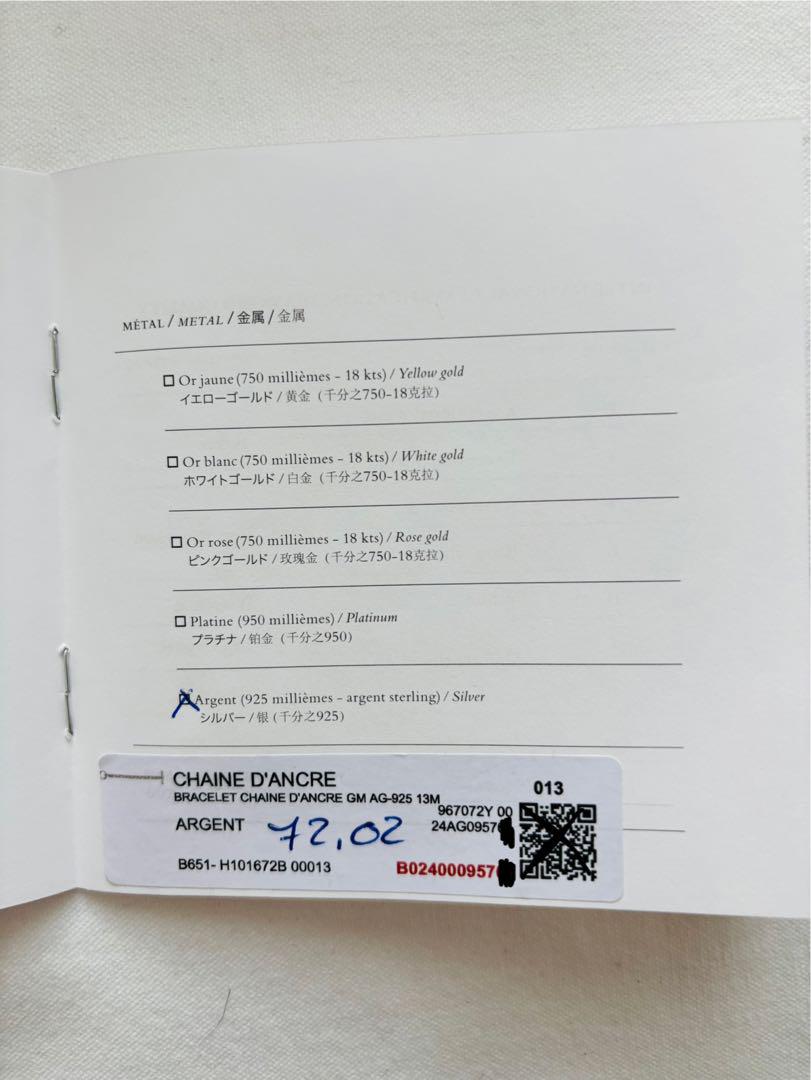 MÉTAL / METAL / 金属 / 金属
Or jaune (750 millièmes – 18 kts) / Yellow gold
イエローゴールド / 黄金 (千分之750-18克拉)
Or blanc (750 millièmes – 18 kts) / White gold
ホワイトゴールド / 白金 (千分之750-18克拉)
Or rose (750 millièmes – 18 kts) / Rose gold
ピンクゴールド / 玫瑰金 (千分之750-18克拉)
Platine (950 millièmes) / Platinum
プラチナ / 铂金 (千分之950)
Argent (925 millièmes – argent sterling) / Silver
シルバー / 银 (千分之925)
CHAINE D'ANCRE
013
BRACELET CHAINE D'ANCRE GM AG-925 13M
967072Y 00
ARGENT 72,02
24AG0957
B651- H101672B 00013
B024000957